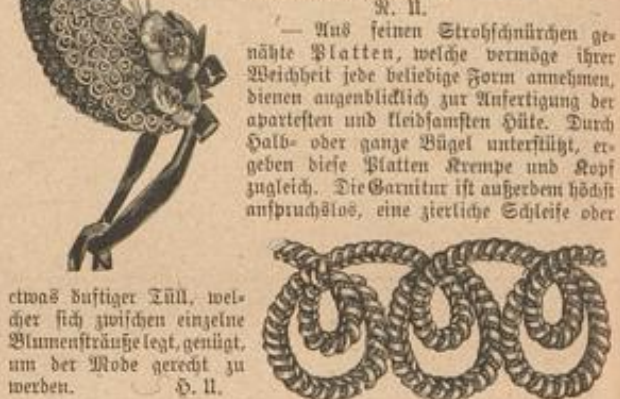 R. U.
— Aus feinen Strohschnürchen ge-
nähte Platten, welche vermöge ihrer
Weichheit jede beliebige Form annehmen,
dienen augenblicklich zur Anfertigung der
apartesten und kleidsamsten Hüte. Durch
Halb- oder ganze Bügel unterstützt, er-
geben diese Platten Krempe und Kopf
zugleich. Die Garnitur ist außerdem höchst
anspruchslos, eine zierliche Schleife oder
etwas duftiger Tüll, wel-
cher sich zwischen einzelne
Blumensträuße legt, genügt,
um der Mode gerecht zu
werden. H. U.